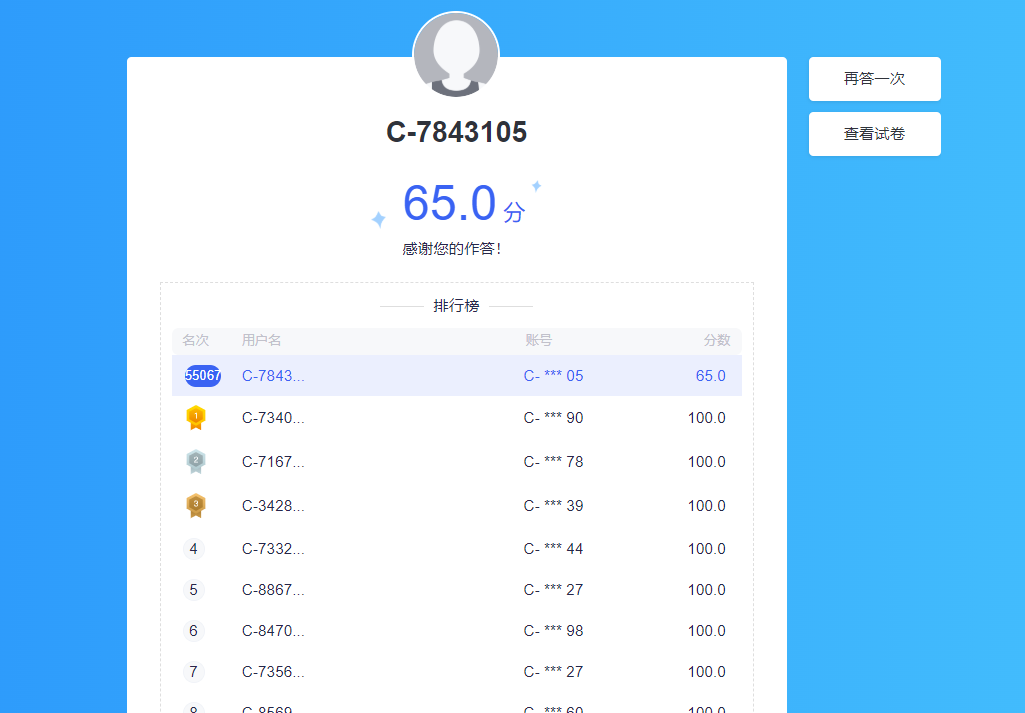 C-7843105
65.0 分
感谢您的作答!
再答一次
查看试卷
排行榜
名次 用户名 账号 分数
55067 C-7843... C- *** 05 65.0
1 C-7340... C- *** 90 100.0
2 C-7167... C- *** 78 100.0
3 C-3428... C- *** 39 100.0
4 C-7332... C- *** 44 100.0
5 C-8867... C- *** 27 100.0
6 C-8470... C- *** 98 100.0
7 C-7356... C- *** 27 100.0
8 C-8569 C- *** 60 100.0